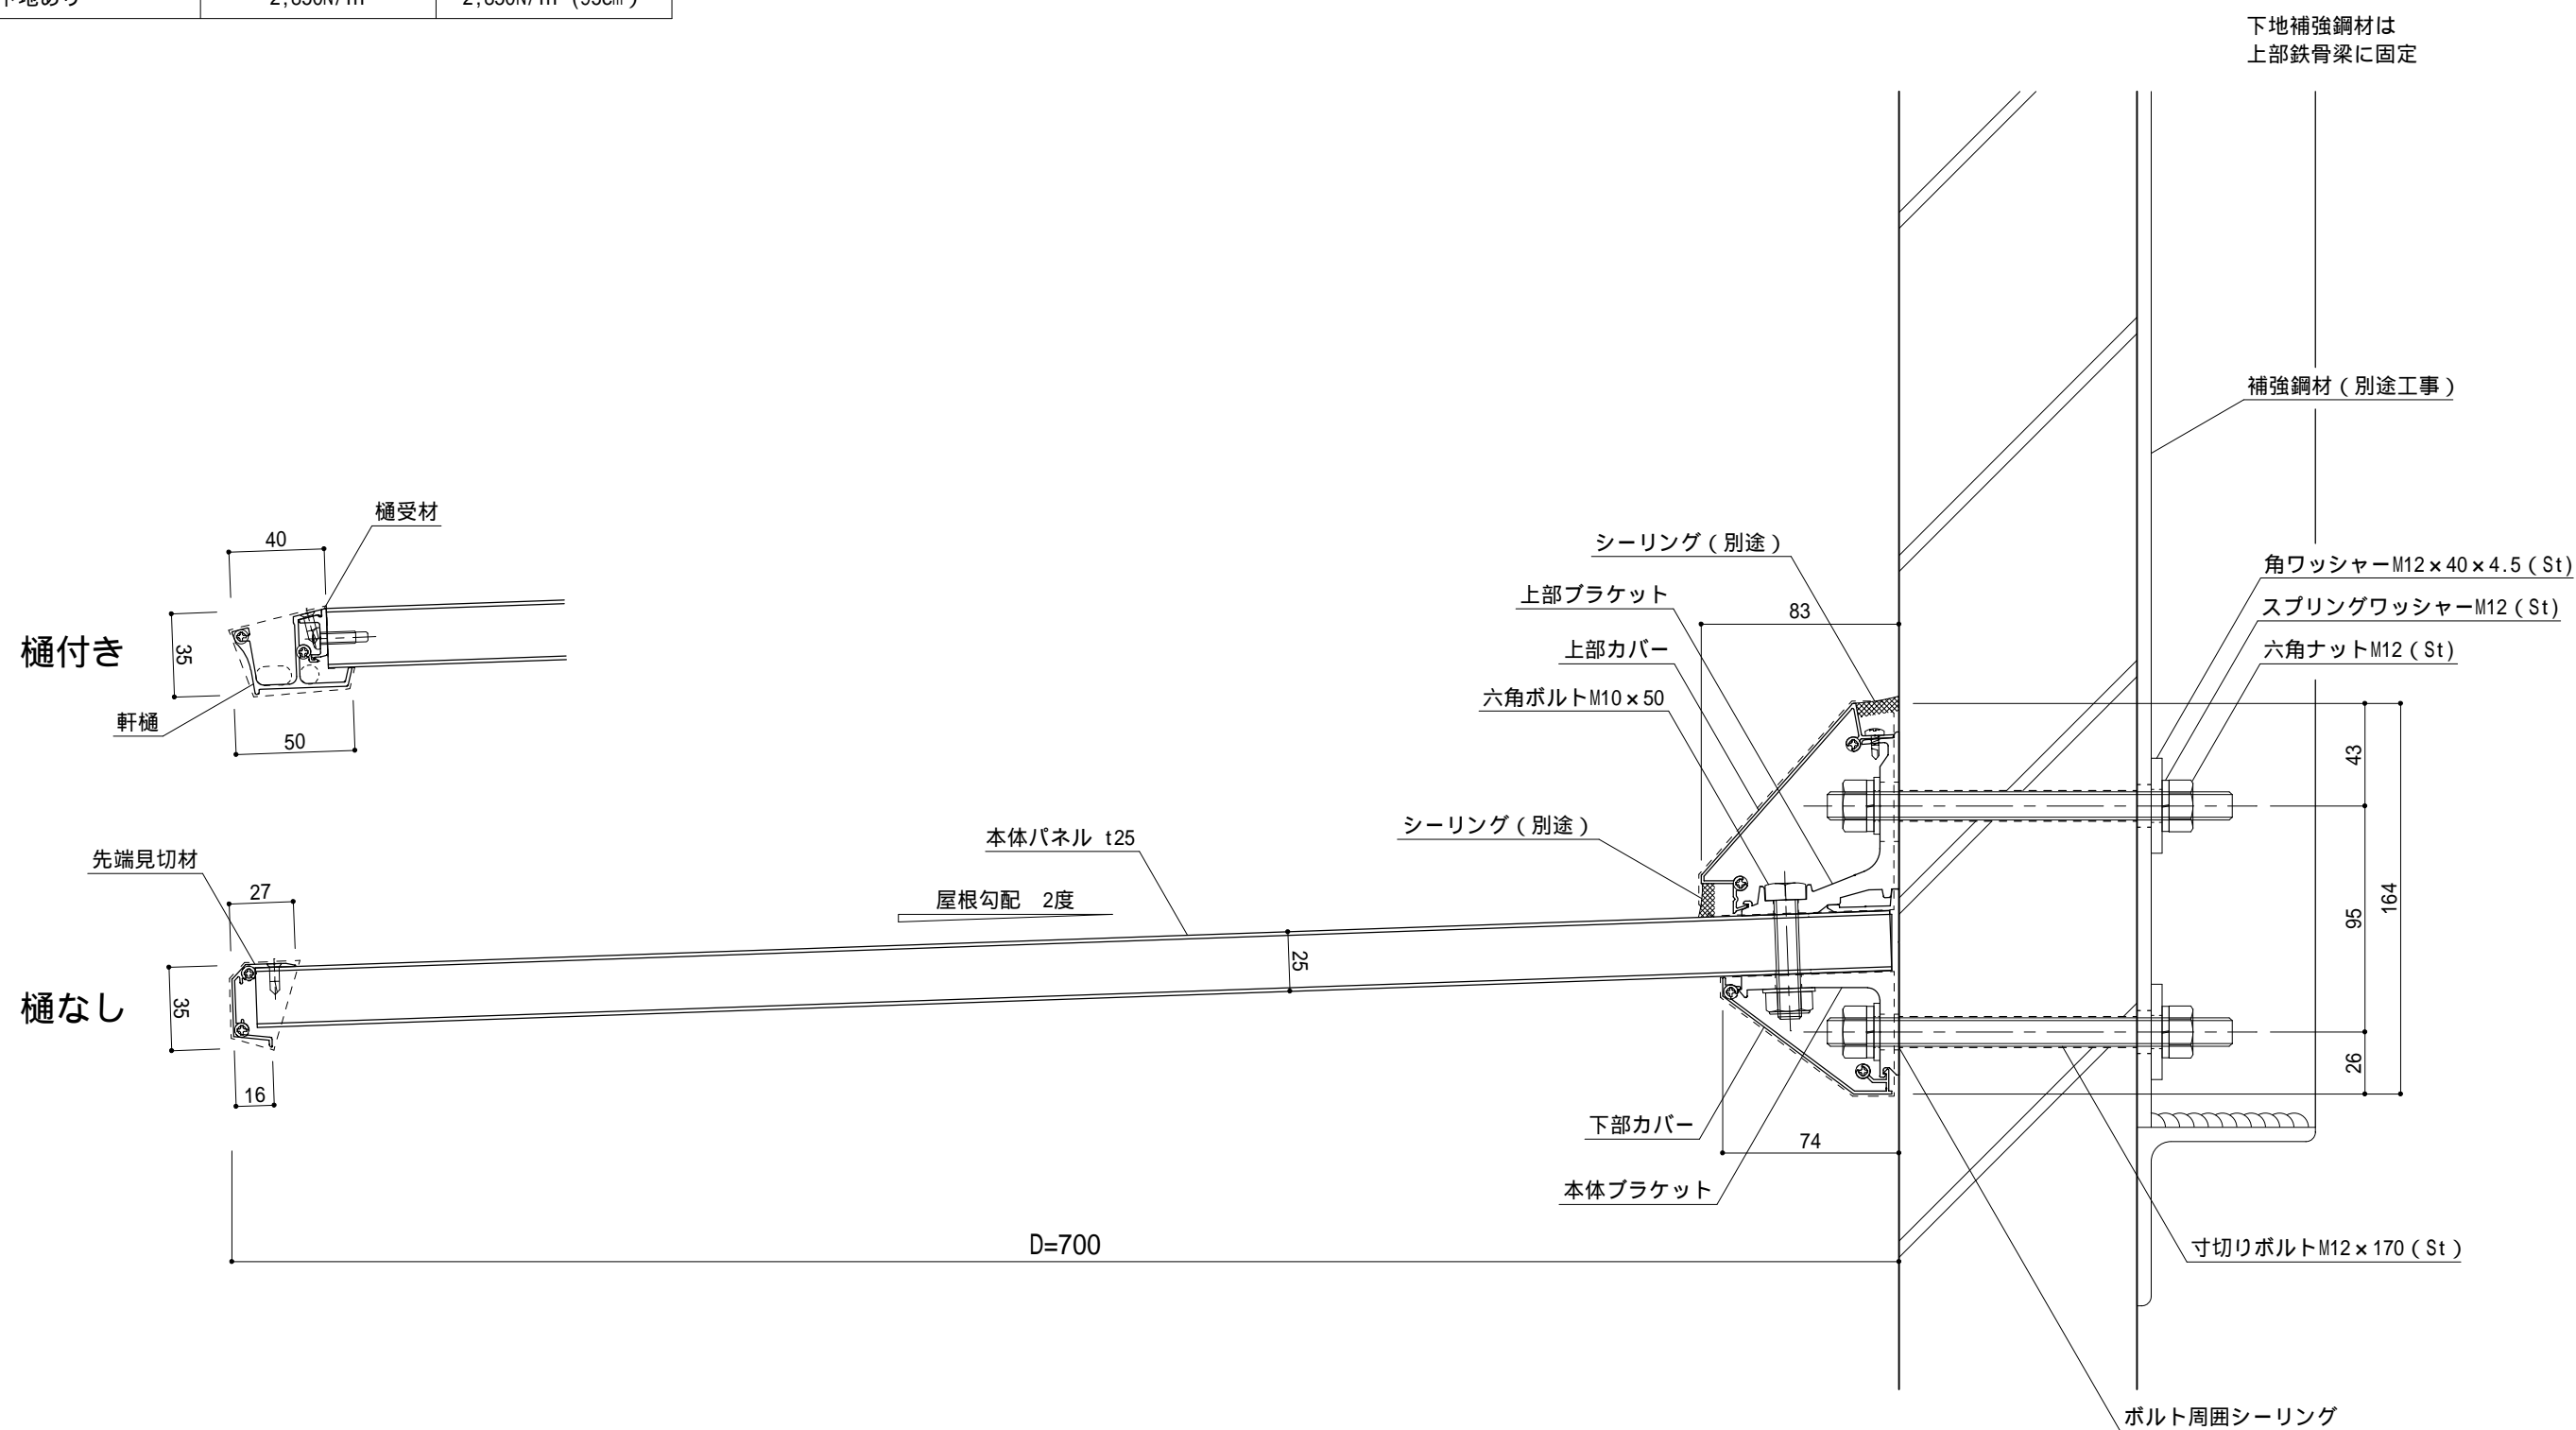 下地補強鋼材は
上部鉄骨梁に固定
補強鋼材(別途工事)
樋受材
40
シーリング(別途)
角ワッシャーM12×40×4.5(St)
上部ブラケット
83
スプリングワッシャーM12(St)
樋付き
35
上部カバー
六角ナットM12(St)
六角ボルトM10×50
軒樋
50
43
シーリング(別途)
本体パネル t25
先端見切材
27
屋根勾配 2度
164
95
25
樋なし
35
26
16
下部カバー
74
本体ブラケット
D=700
寸切りボルトM12×170(St)
ボルト周囲シーリング